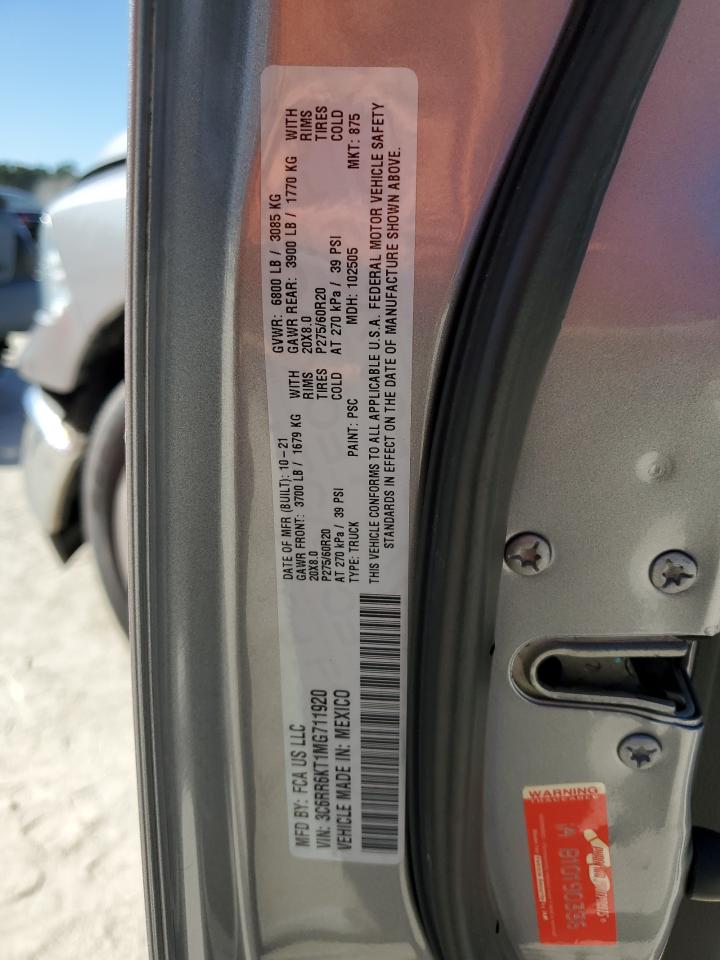 MFD BY: FCA US LLC
VIN: 3C6RR6KT1MG711920
VEHICLE MADE IN: MEXICO
DATE OF MFR (BUILT): 10-21
GVWR: 6800 LB / 3085 KG
GAWR FRONT: 3700 LB / 1679 KG WITH
GAWR REAR: 3900 LB / 1770 KG WITH
20X8.0 RIMS
20X8.0 RIMS
P275/60R20 TIRES
P275/60R20 TIRES
AT 270 kPa / 39 PSI COLD
AT 270 kPa / 39 PSI COLD
TYPE: TRUCK PAINT: PSC MDH: 102505 MKT: 875
THIS VEHICLE CONFORMS TO ALL APPLICABLE U.S.A. FEDERAL MOTOR VEHICLE SAFETY
STANDARDS IN EFFECT ON THE DATE OF MANUFACTURE SHOWN ABOVE.
WARNING